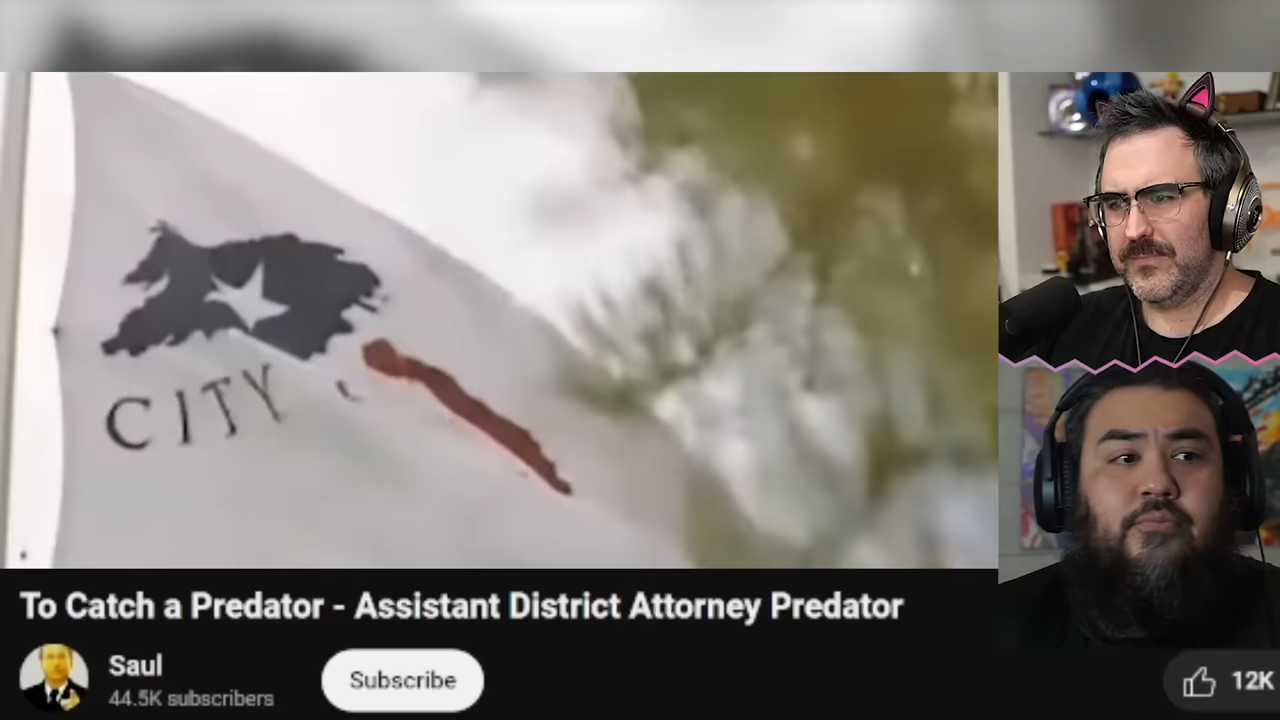 CITY
To Catch a Predator - Assistant District Attorney Predator
Saul
44.5K subscribers
Subscribe
12K